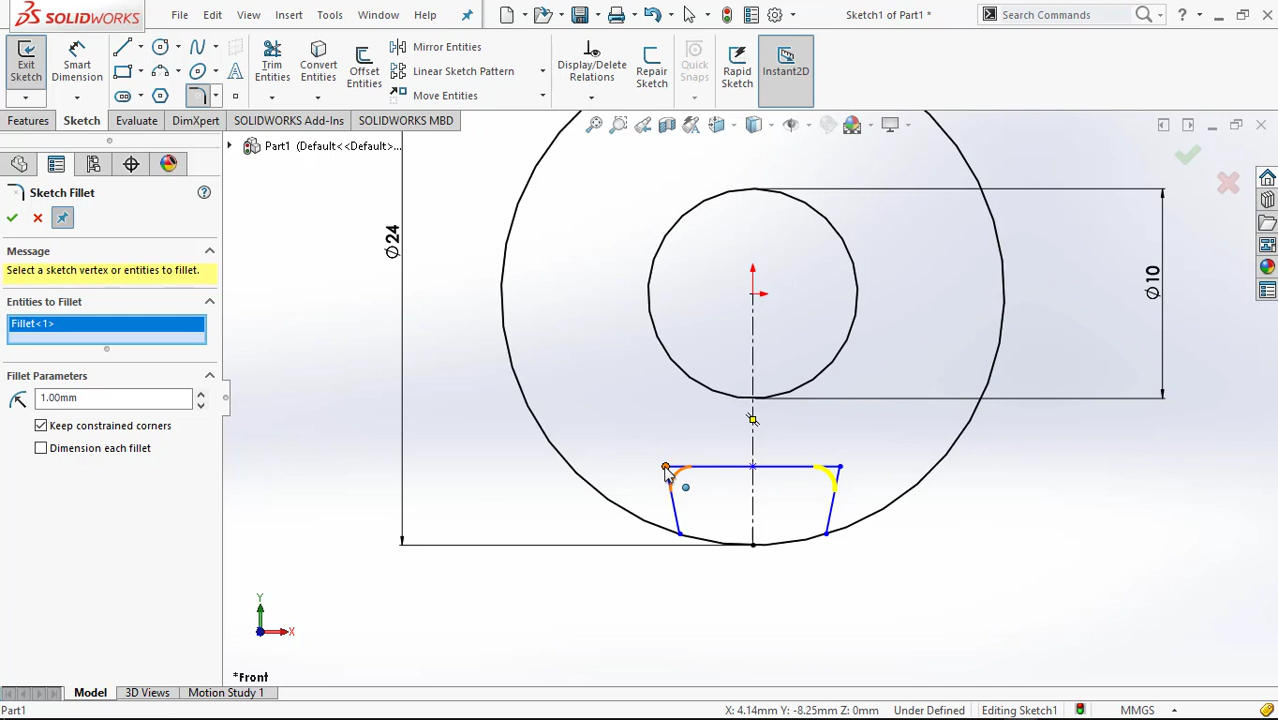 SOLIDWORKS File Edit View Insert Tools Window Help Sketch1 of Part1 * Search Commands ?
Exit Sketch
Smart Dimension
Trim Entities
Convert Entities
Offset Entities
Mirror Entities
Linear Sketch Pattern
Move Entities
Display/Delete Relations
Repair Sketch
Quick Snaps
Rapid Sketch
Instant2D
Features Sketch Evaluate DimXpert SOLIDWORKS Add-Ins SOLIDWORKS MBD
Part1 (Default<<Default>...
Sketch Fillet ?
Message
Select a sketch vertex or entities to fillet.
Entities to Fillet
Fillet<1>
Fillet Parameters
1.00mm
Keep constrained corners
Dimension each fillet
Ø24
Ø10
Y
X
*Front
Model 3D Views Motion Study 1
Part1 X: 4.14mm Y: -8.25mm Z: 0mm Under Defined Editing Sketch1 MMGS